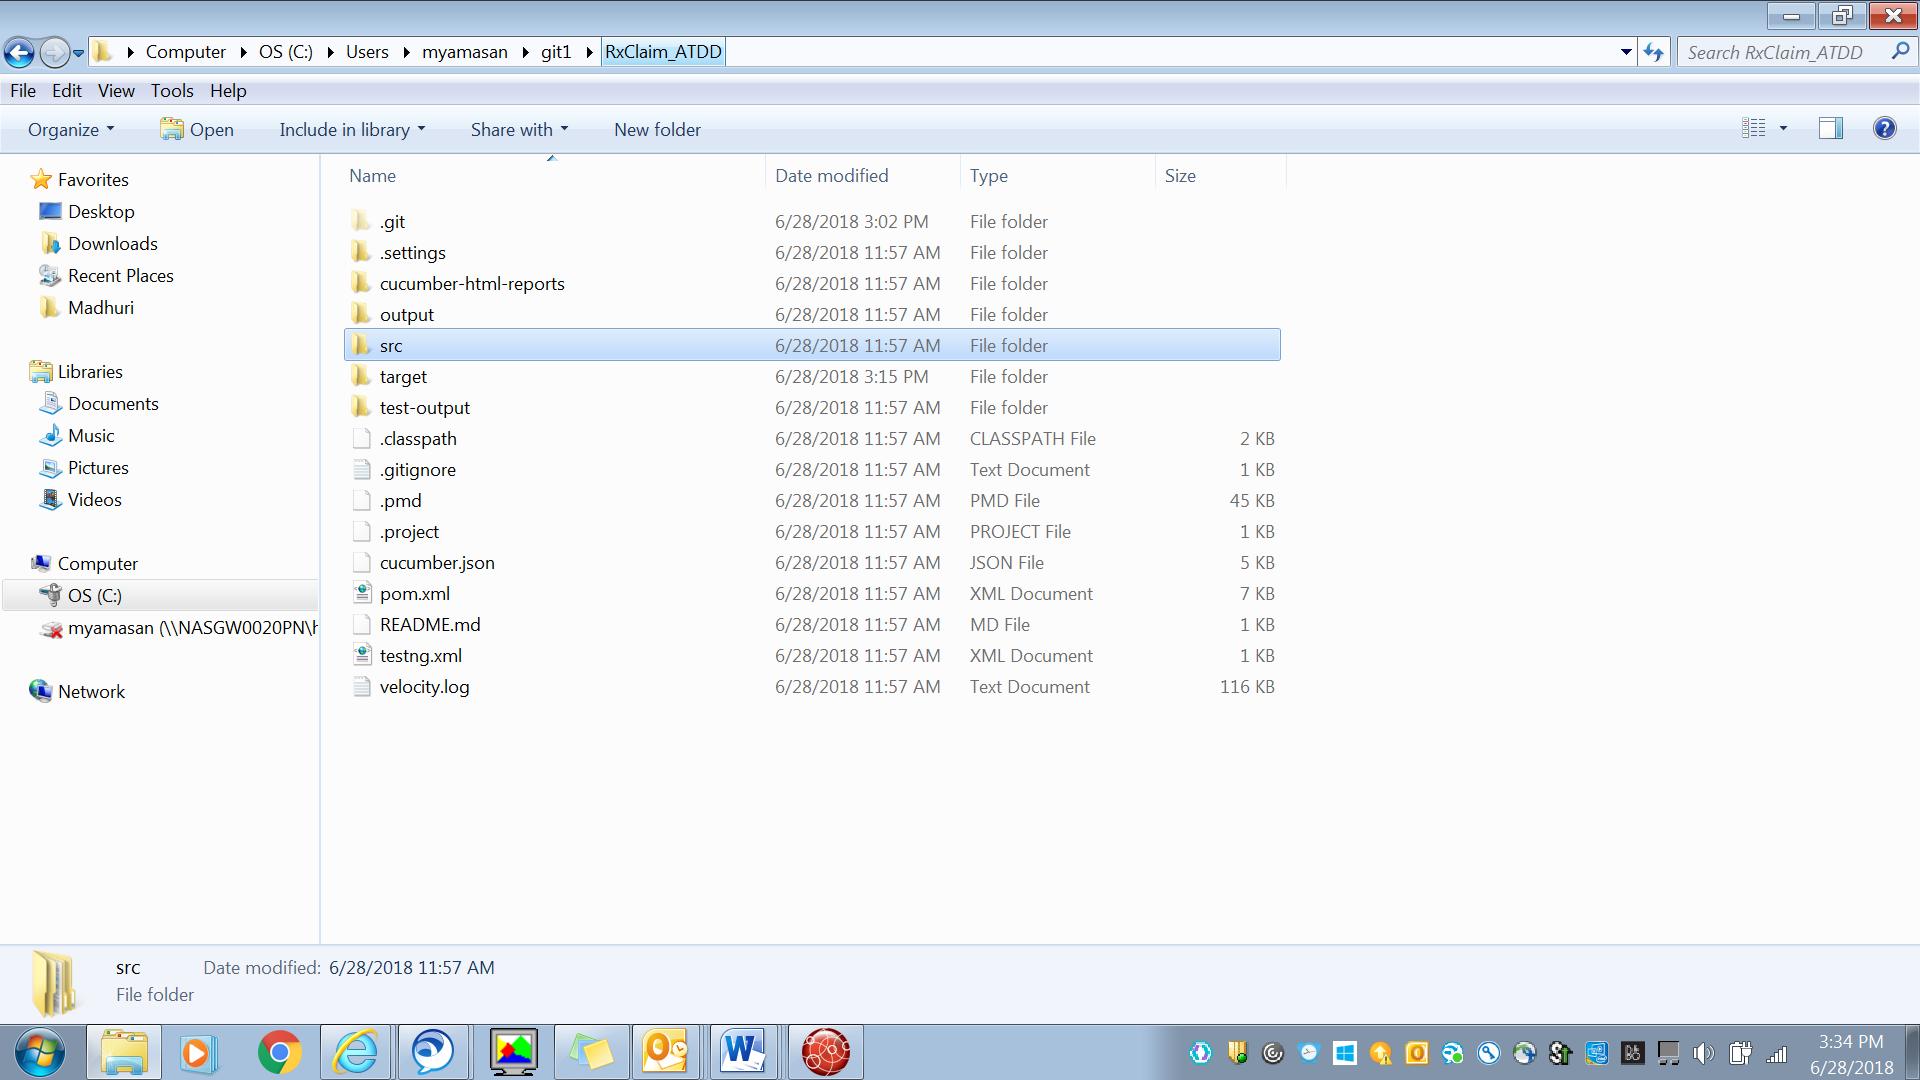 Computer OS (C:) Users myamasan git1 RxClaim_ATDD Search RxClaim_ATDD
File Edit View Tools Help
Organize Open Include in library Share with New folder
Favorites
Desktop
Downloads
Recent Places
Madhuri
Libraries
Documents
Music
Pictures
Videos
Computer
OS (C:)
myamasan (\\NASGW0020PN\h
Network
Name Date modified Type Size
.git 6/28/2018 3:02 PM File folder
.settings 6/28/2018 11:57 AM File folder
cucumber-html-reports 6/28/2018 11:57 AM File folder
output 6/28/2018 11:57 AM File folder
src 6/28/2018 11:57 AM File folder
target 6/28/2018 3:15 PM File folder
test-output 6/28/2018 11:57 AM File folder
.classpath 6/28/2018 11:57 AM CLASSPATH File 2 KB
.gitignore 6/28/2018 11:57 AM Text Document 1 KB
.pmd 6/28/2018 11:57 AM PMD File 45 KB
.project 6/28/2018 11:57 AM PROJECT File 1 KB
cucumber.json 6/28/2018 11:57 AM JSON File 5 KB
pom.xml 6/28/2018 11:57 AM XML Document 7 KB
README.md 6/28/2018 11:57 AM MD File 1 KB
testng.xml 6/28/2018 11:57 AM XML Document 1 KB
velocity.log 6/28/2018 11:57 AM Text Document 116 KB
src Date modified: 6/28/2018 11:57 AM
File folder
3:34 PM
6/28/2018